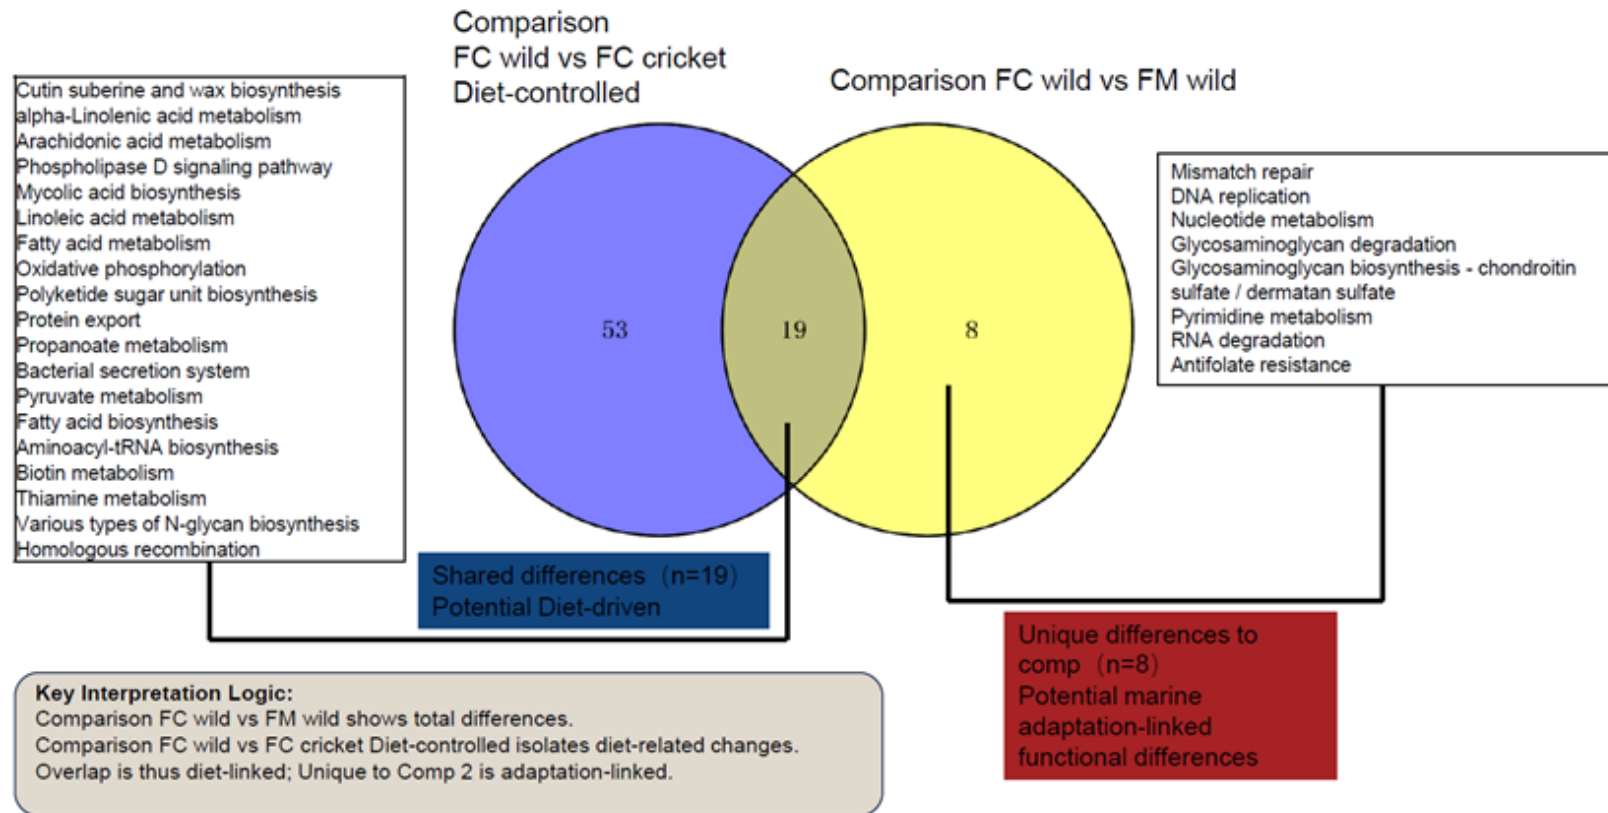 Comparison
FC wild vs FC cricket
Diet-controlled
Comparison FC wild vs FM wild
Cutin suberine and wax biosynthesis
alpha-Linolenic acid metabolism
Arachidonic acid metabolism
Phospholipase D signaling pathway
Mycolic acid biosynthesis
Linoleic acid metabolism
Fatty acid metabolism
Oxidative phosphorylation
Polyketide sugar unit biosynthesis
Protein export
Propanoate metabolism
Bacterial secretion system
Pyruvate metabolism
Fatty acid biosynthesis
Aminoacyl-tRNA biosynthesis
Biotin metabolism
Thiamine metabolism
Various types of N-glycan biosynthesis
Homologous recombination
53
19
8
Mismatch repair
DNA replication
Nucleotide metabolism
Glycosaminoglycan degradation
Glycosaminoglycan biosynthesis - chondroitin
sulfate / dermatan sulfate
Pyrimidine metabolism
RNA degradation
Antifolate resistance
Shared differences (n=19)
Potential Diet-driven
Unique differences to
comp (n=8)
Potential marine
adaptation-linked
functional differences
Key Interpretation Logic:
Comparison FC wild vs FM wild shows total differences.
Comparison FC wild vs FC cricket Diet-controlled isolates diet-related changes.
Overlap is thus diet-linked; Unique to Comp 2 is adaptation-linked.